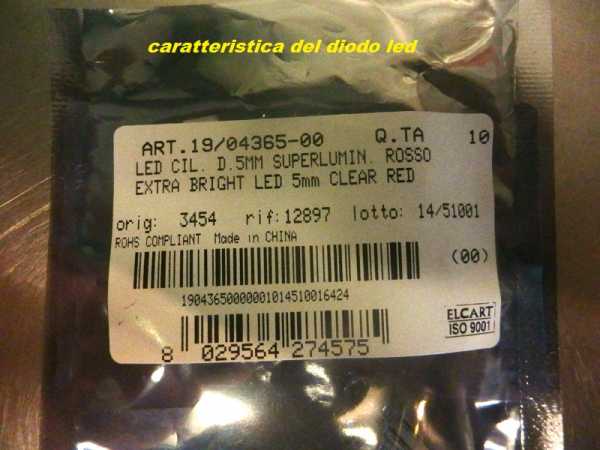 caratteristica del diodo led
ART.19/04365-00 Q.TA 10
LED CIL. D.5MM SUPERLUMIN. ROSSO
EXTRA BRIGHT LED 5mm CLEAR RED
orig: 3454 rif:12897 lotto: 14/51001
ROHS COMPLIANT Made in CHINA
(00)
19043650000001014510016424
ELCART
ISO 9001
8 029564 274575